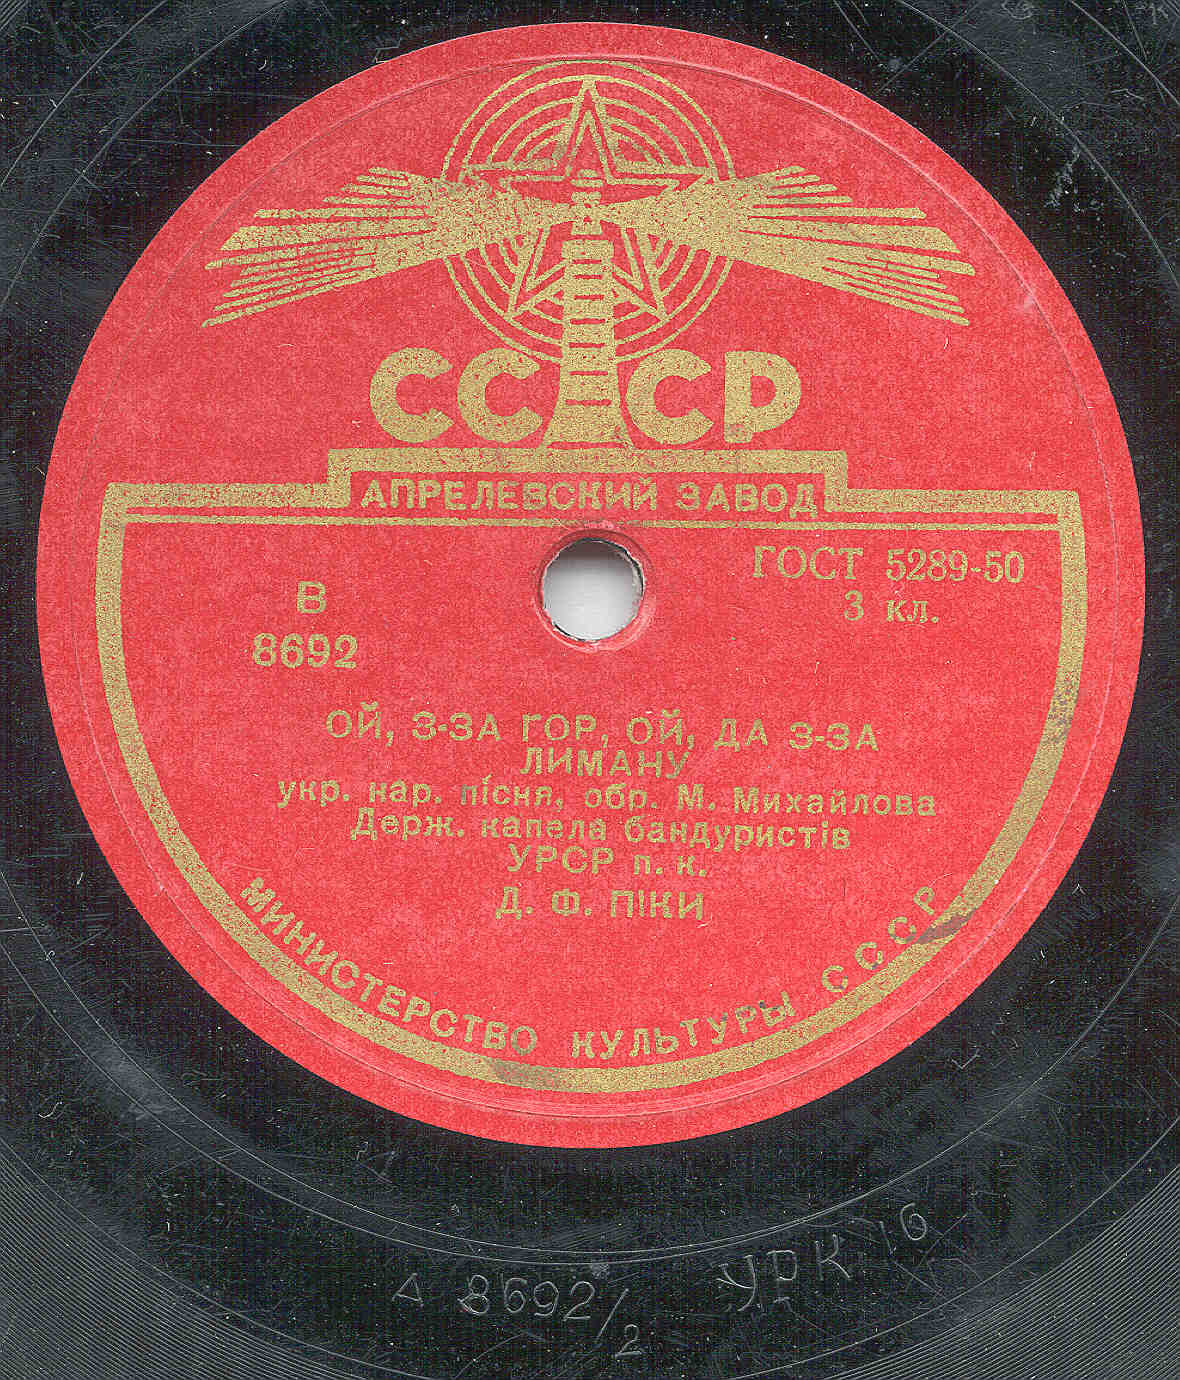 СССР
АПРЕЛЕВСКИЙ ЗАВОД
ГОСТ 5289-50
3 кл.
В
8692
ОЙ, З-ЗА ГОР, ОЙ, ДА З-ЗА
ЛИМАНУ
укр. нар. пісня, обр. М. Михайлова
Держ. капела бандуристів
УРСР п. к.
Д. Ф. ПІКИ
МИНИСТЕРСТВО КУЛЬТУРЫ СССР
Δ 8692/2 УРК 16